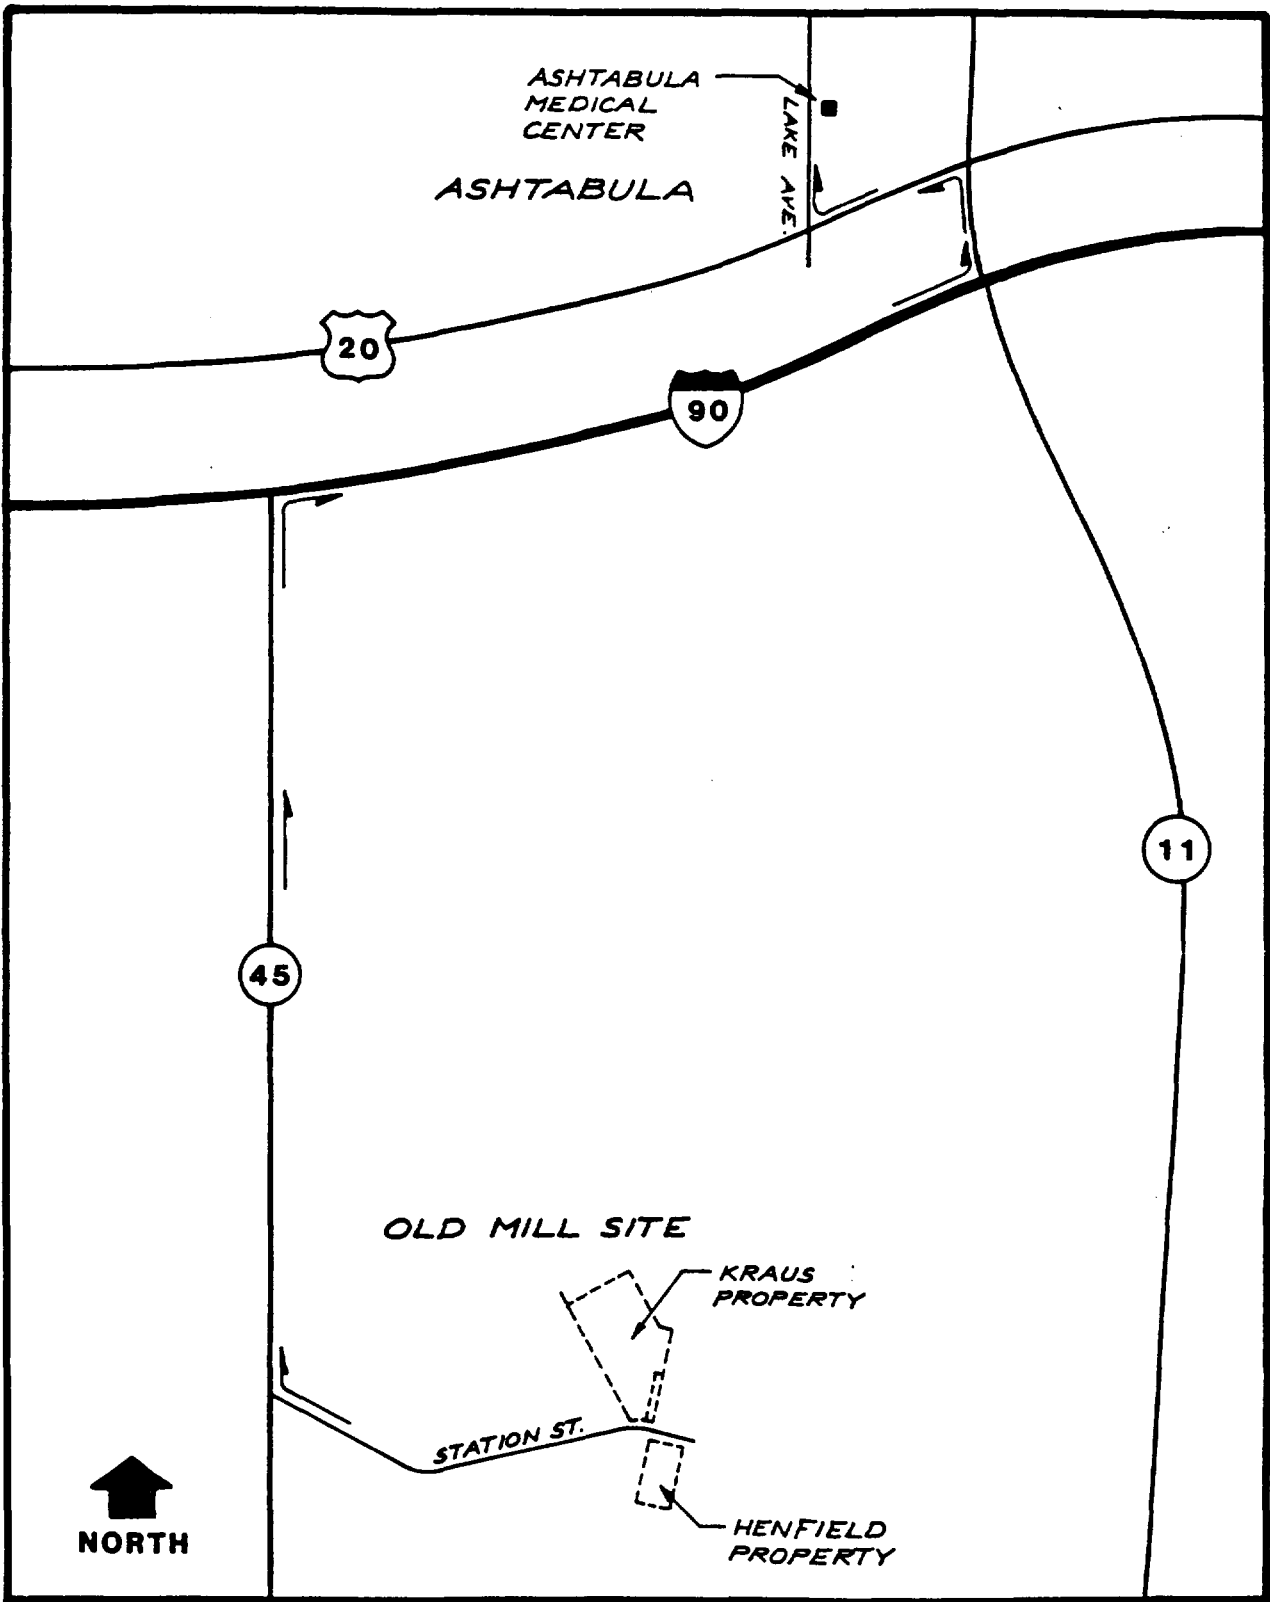 ASHTABULA
MEDICAL
CENTER
LAKE AVE.
ASHTABULA
20
90
11
45
OLD MILL SITE
KRAUS
PROPERTY
STATION ST.
HENFIELD
PROPERTY
NORTH